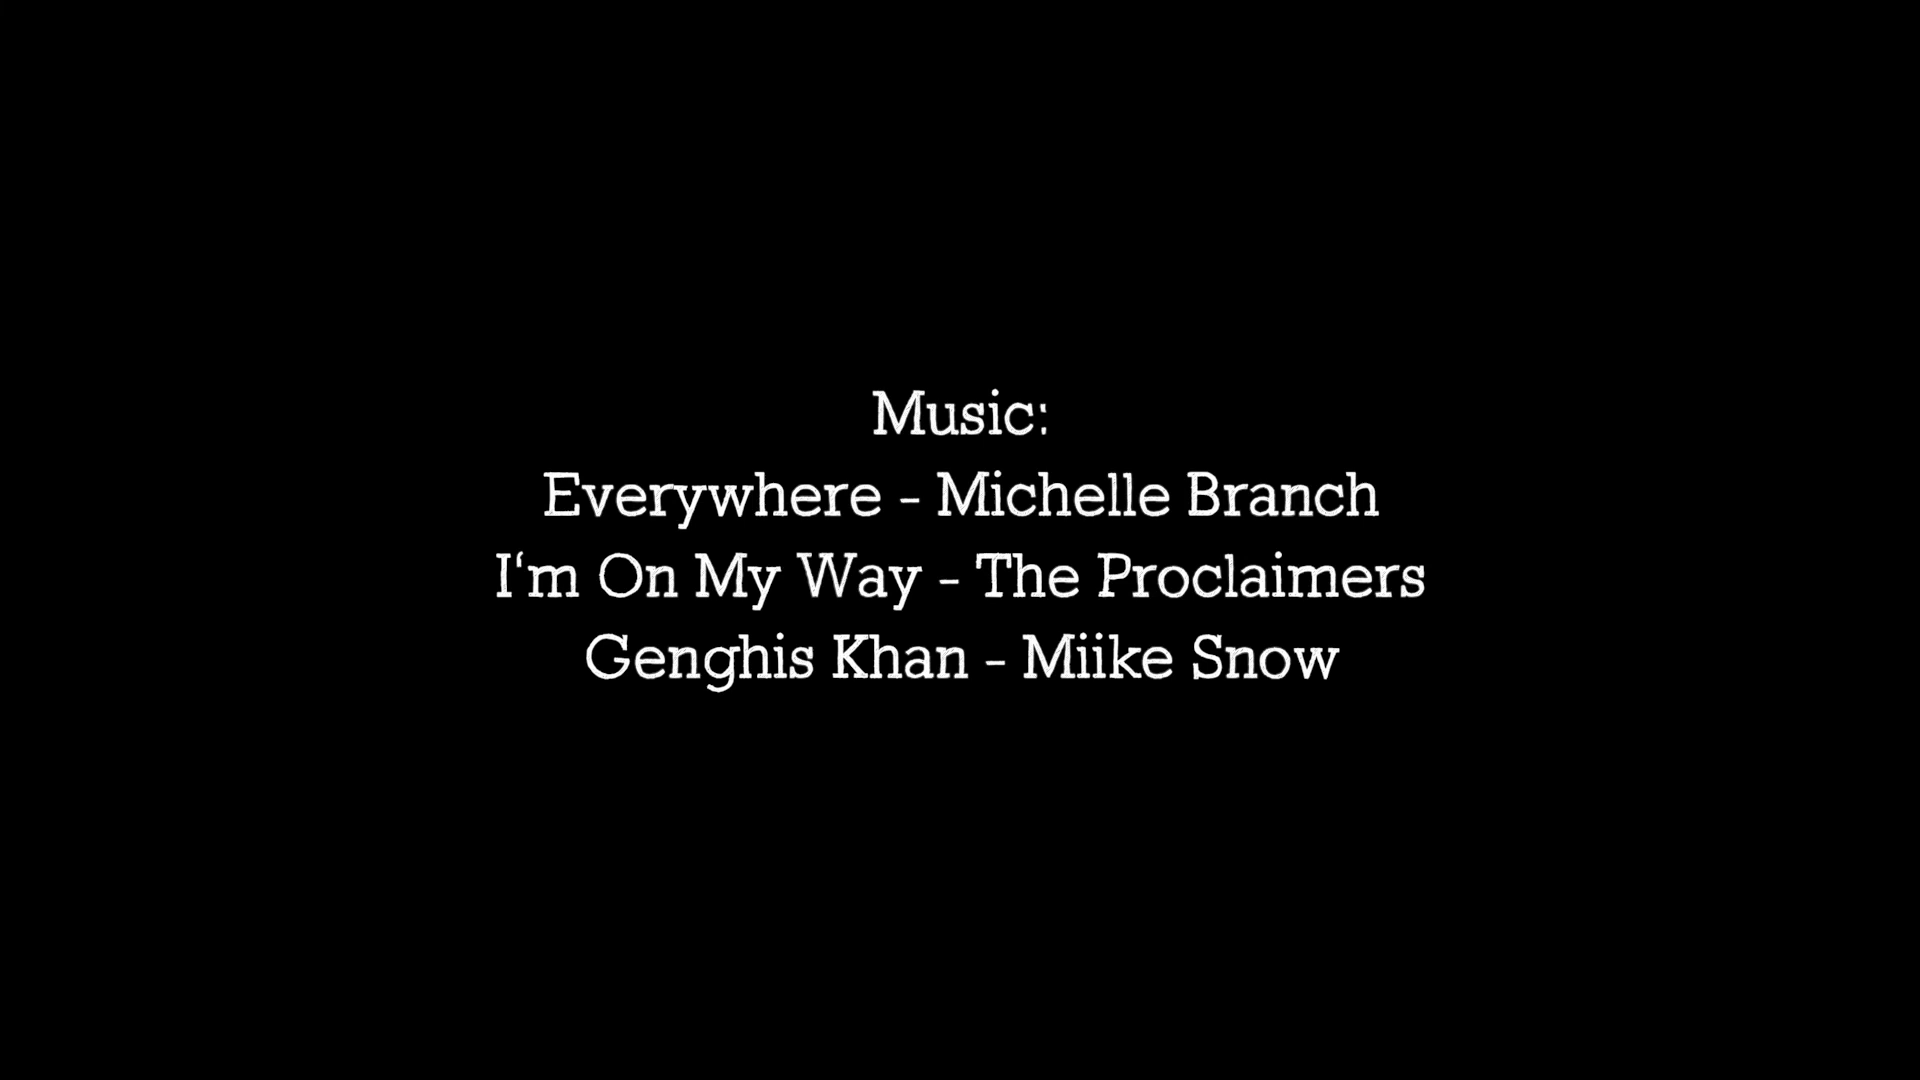 Music:
Everywhere - Michelle Branch
I‘m On My Way - The Proclaimers
Genghis Khan - Miike Snow